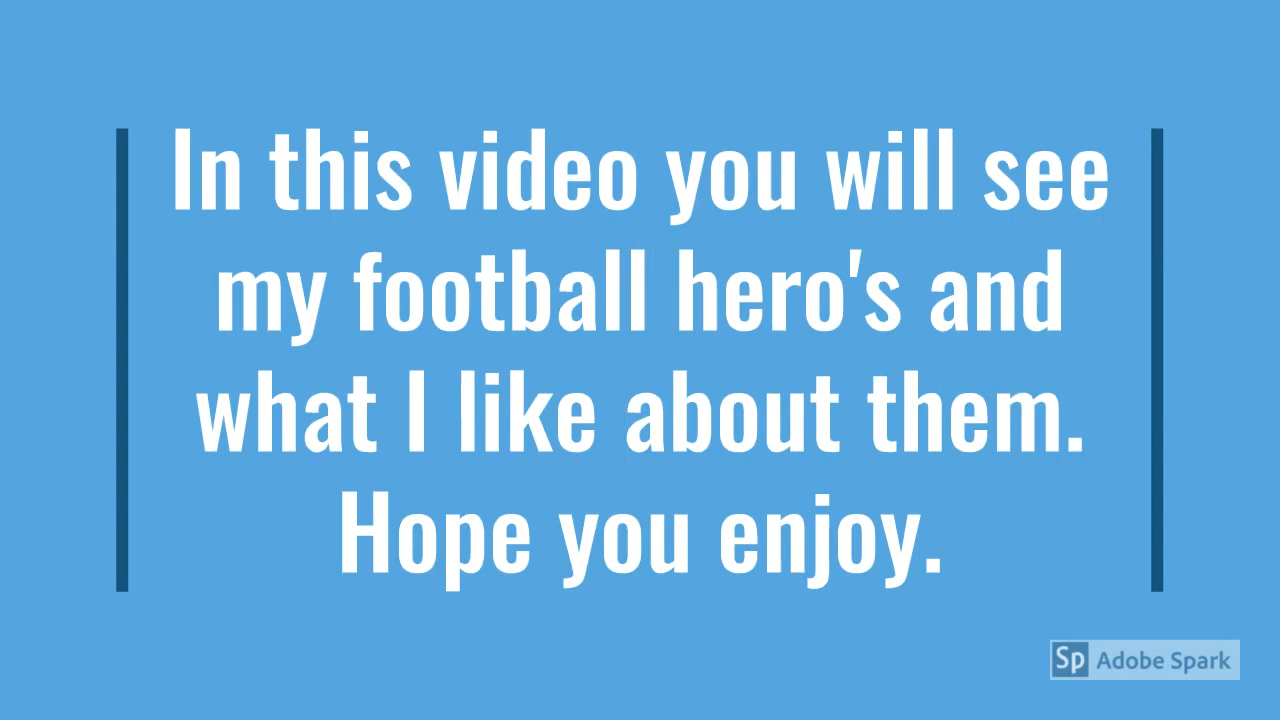 In this video you will see
my football hero's and
what I like about them.
Hope you enjoy.
Sp Adobe Spark